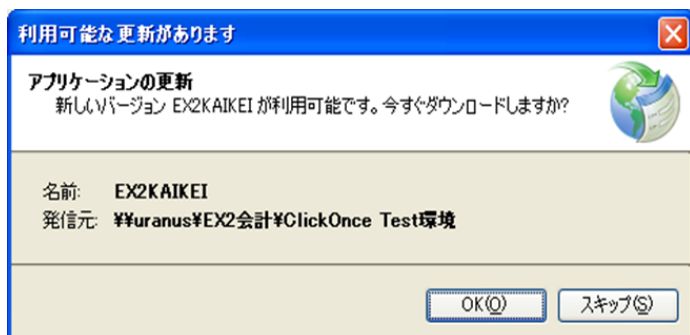 利用可能な更新があります
アプリケーションの更新
新しいバージョン EX2KAIKEI が利用可能です。今すぐダウンロードしますか?
名前: EX2KAIKEI
発信元: ¥¥uranus¥EX2会計¥ClickOnce Test環境
OK(O) スキップ(S)